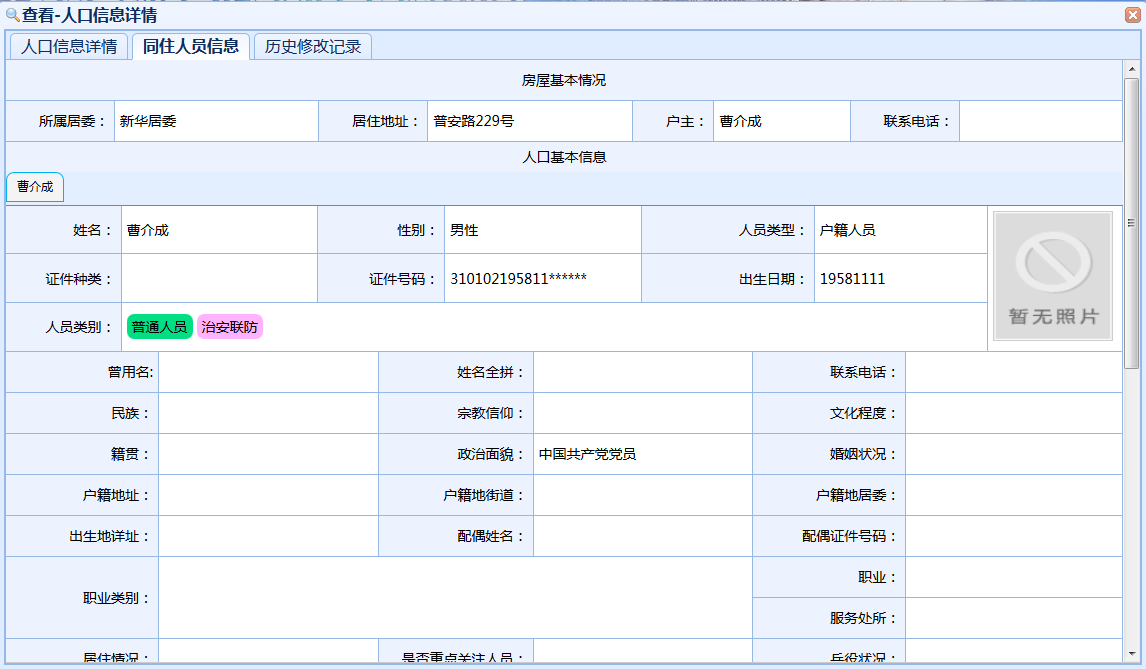 查看-人口信息详情
人口信息详情 同住人员信息 历史修改记录
房屋基本情况
所属居委： 新华居委 居住地址： 普安路229号 户主： 曹介成 联系电话：
人口基本信息
曹介成
姓名： 曹介成 性别： 男性 人员类型： 户籍人员
证件种类： 证件号码： 310102195811****** 出生日期： 19581111
暂无照片
人员类别： 普通人员 治安联防
曾用名: 姓名全拼： 联系电话：
民族： 宗教信仰： 文化程度：
籍贯： 政治面貌： 中国共产党党员 婚姻状况：
户籍地址： 户籍地街道： 户籍地居委：
出生地详址： 配偶姓名： 配偶证件号码：
职业类别： 职业：
服务处所：
居住情况： 是否重点关注人员： 兵役状况：